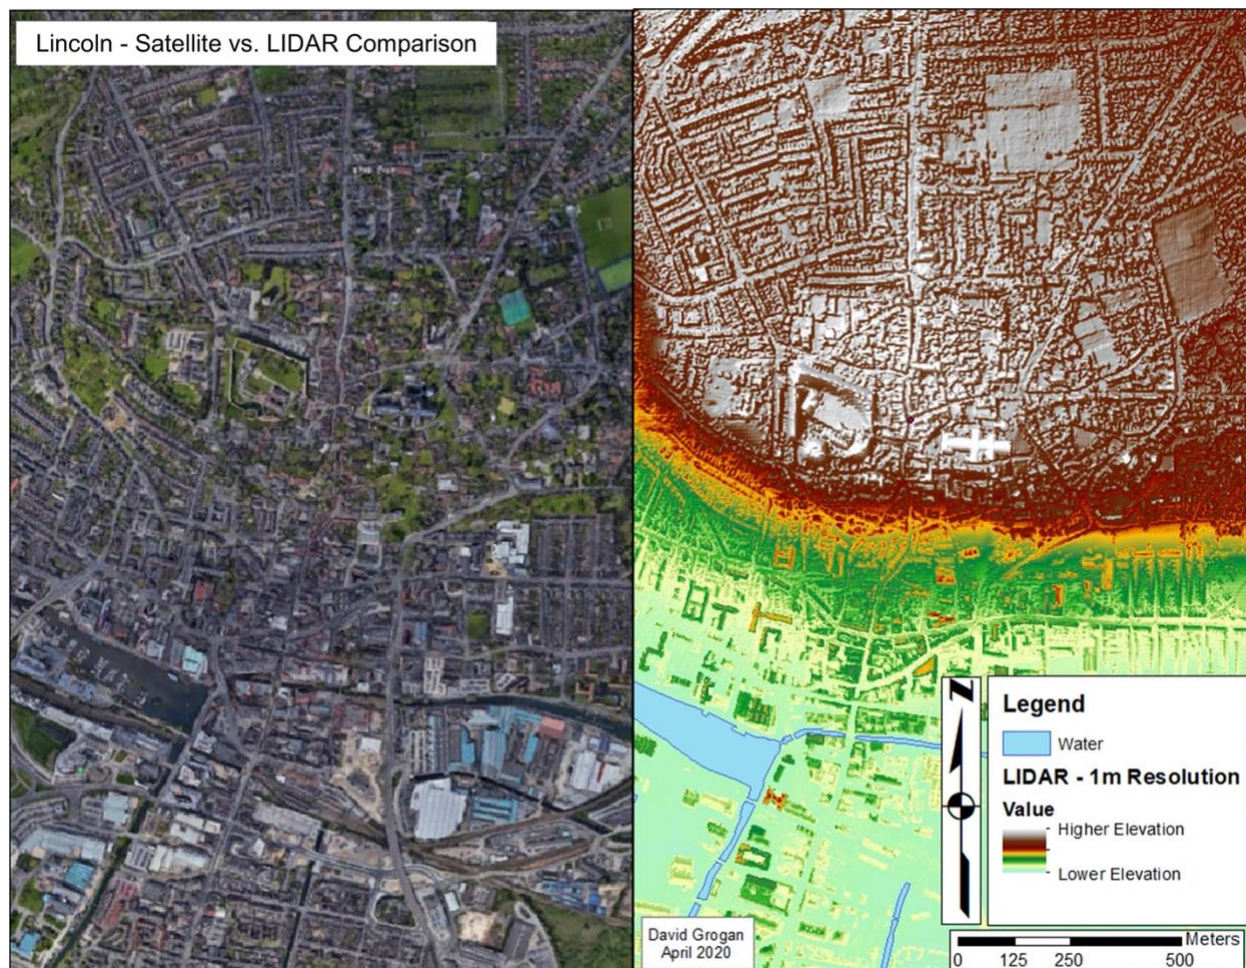 Lincoln - Satellite vs. LIDAR Comparison
N
Legend
Water
LIDAR - 1m Resolution
Value
Higher Elevation
Lower Elevation
David Grogan
April 2020
Meters
0 125 250 500